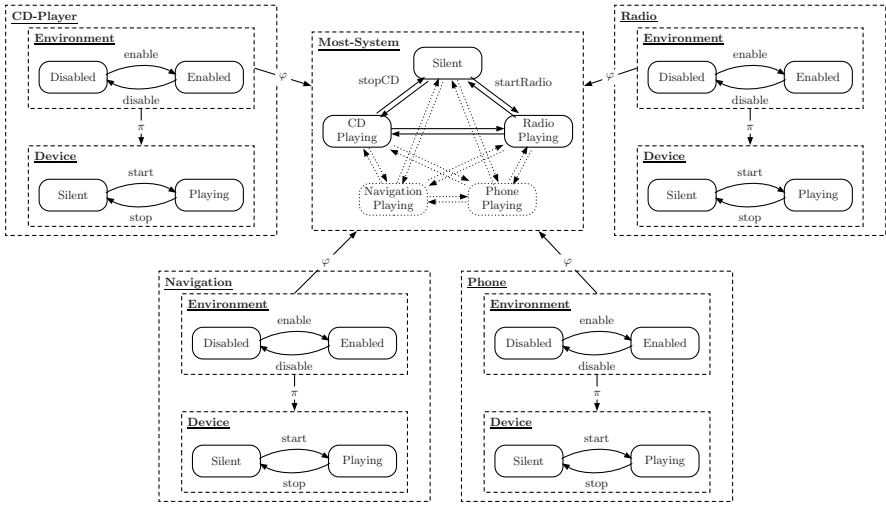 CD-Player
Environment
enable
Disabled
Enabled
disable
π
Device
start
Silent
Playing
stop
φ
Most-System
Silent
stopCD
startRadio
CD
Playing
Radio
Playing
Navigation
Playing
Phone
Playing
φ
Radio
Environment
enable
Disabled
Enabled
disable
π
Device
start
Silent
Playing
stop
φ
Navigation
Environment
enable
Disabled
Enabled
disable
π
Device
start
Silent
Playing
stop
φ
Phone
Environment
enable
Disabled
Enabled
disable
π
Device
start
Silent
Playing
stop